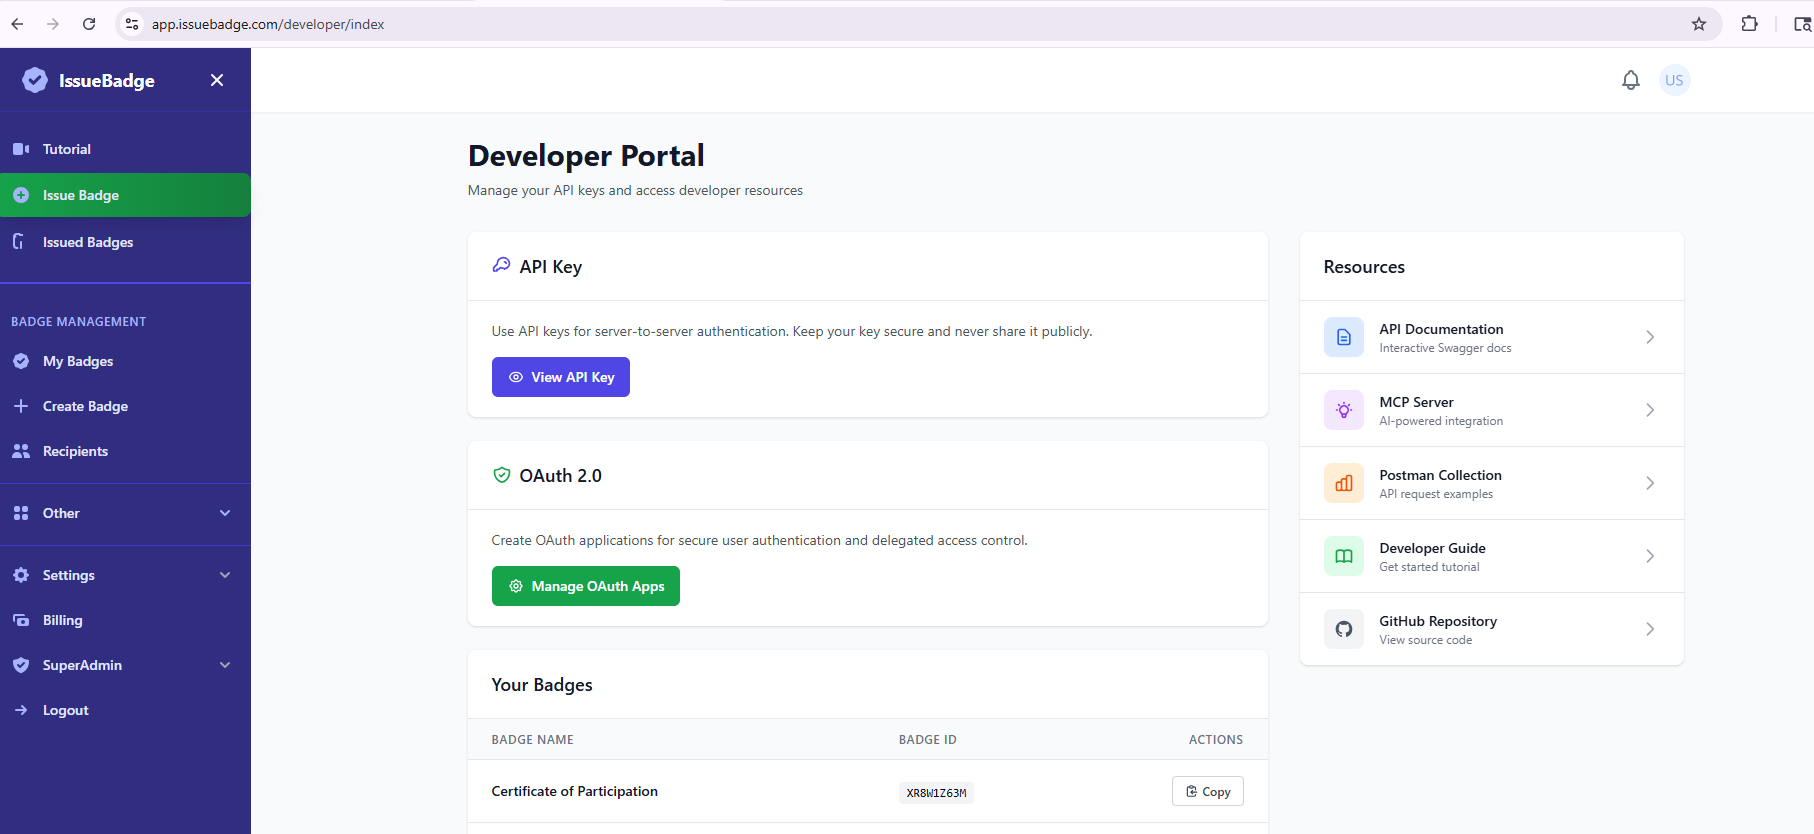 app.issuebadge.com/developer/index
IssueBadge
US
Tutorial
Issue Badge
Issued Badges
BADGE MANAGEMENT
My Badges
Create Badge
Recipients
Other
Settings
Billing
SuperAdmin
Logout
Developer Portal
Manage your API keys and access developer resources
API Key
Use API keys for server-to-server authentication. Keep your key secure and never share it publicly.
View API Key
OAuth 2.0
Create OAuth applications for secure user authentication and delegated access control.
Manage OAuth Apps
Your Badges
BADGE NAME BADGE ID ACTIONS
Certificate of Participation XR8W1Z63M Copy
Resources
API Documentation
Interactive Swagger docs
MCP Server
AI-powered integration
Postman Collection
API request examples
Developer Guide
Get started tutorial
GitHub Repository
View source code